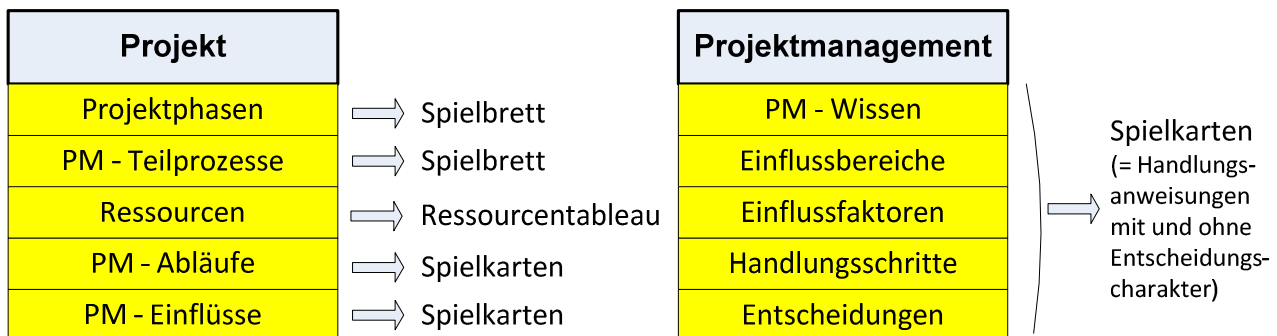 Projekt
Projektphasen
Spielbrett
PM - Teilprozesse
Spielbrett
Ressourcen
Ressourcentableau
PM - Abläufe
Spielkarten
PM - Einflüsse
Spielkarten
Projektmanagement
PM - Wissen
Einflussbereiche
Einflussfaktoren
Handlungsschritte
Entscheidungen
Spielkarten
(= Handlungs-
anweisungen
mit und ohne
Entscheidungs-
charakter)